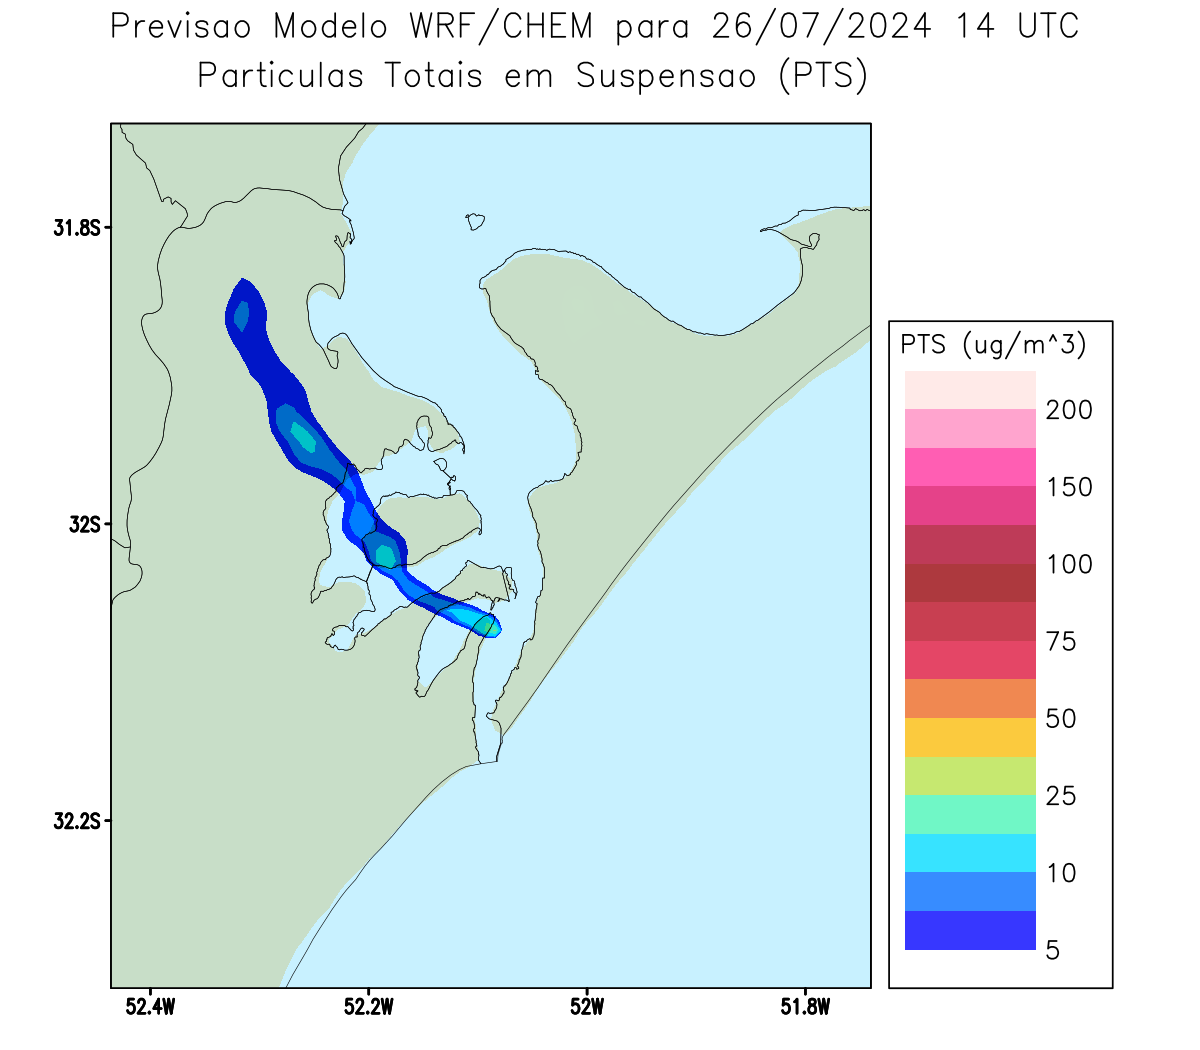 Previsao Modelo WRF/CHEM para 26/07/2024 14 UTC
Particulas Totais em Suspensao (PTS)
31.8S
32S
32.2S
52.4W
52.2W
52W
51.8W
PTS (ug/m^3)
200
150
100
75
50
25
10
5